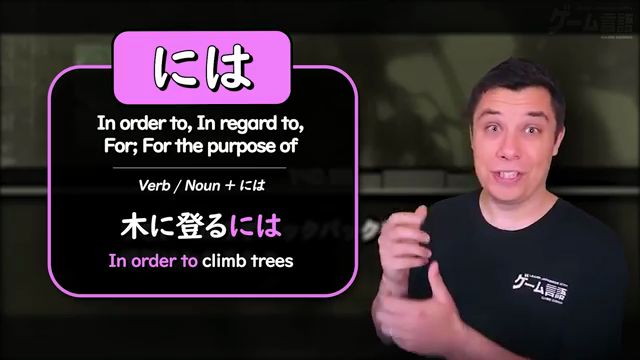 ゲーム言語
には
In order to, In regard to,
For; For the purpose of
Verb / Noun + には
木に登るには
In order to climb trees
ゲーム言語